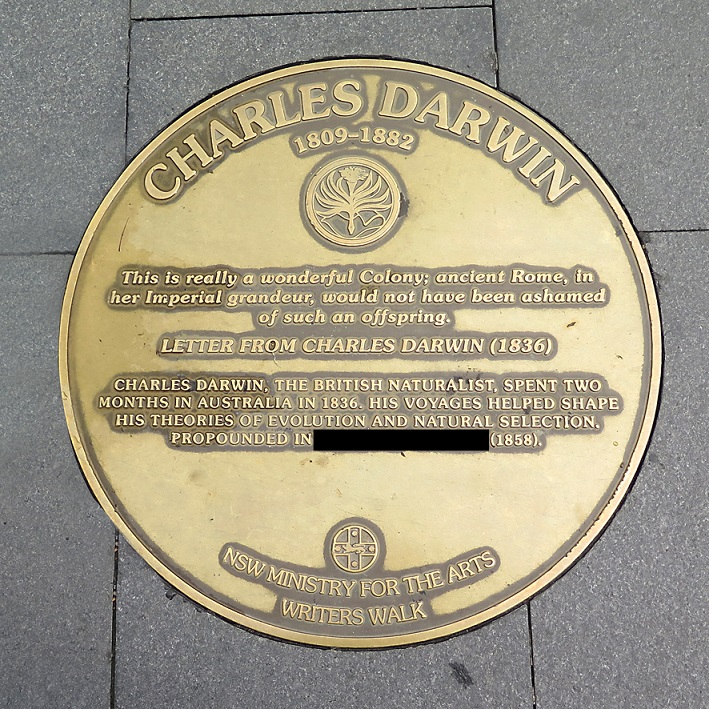 CHARLES DARWIN
1809-1882
This is really a wonderful Colony; ancient Rome, in
her Imperial grandeur, would not have been ashamed
of such an offspring.
LETTER FROM CHARLES DARWIN (1836)
CHARLES DARWIN, THE BRITISH NATURALIST, SPENT TWO
MONTHS IN AUSTRALIA IN 1836. HIS VOYAGES HELPED SHAPE
HIS THEORIES OF EVOLUTION AND NATURAL SELECTION,
PROPOUNDED IN (1858).
NSW MINISTRY FOR THE ARTS
WRITERS WALK